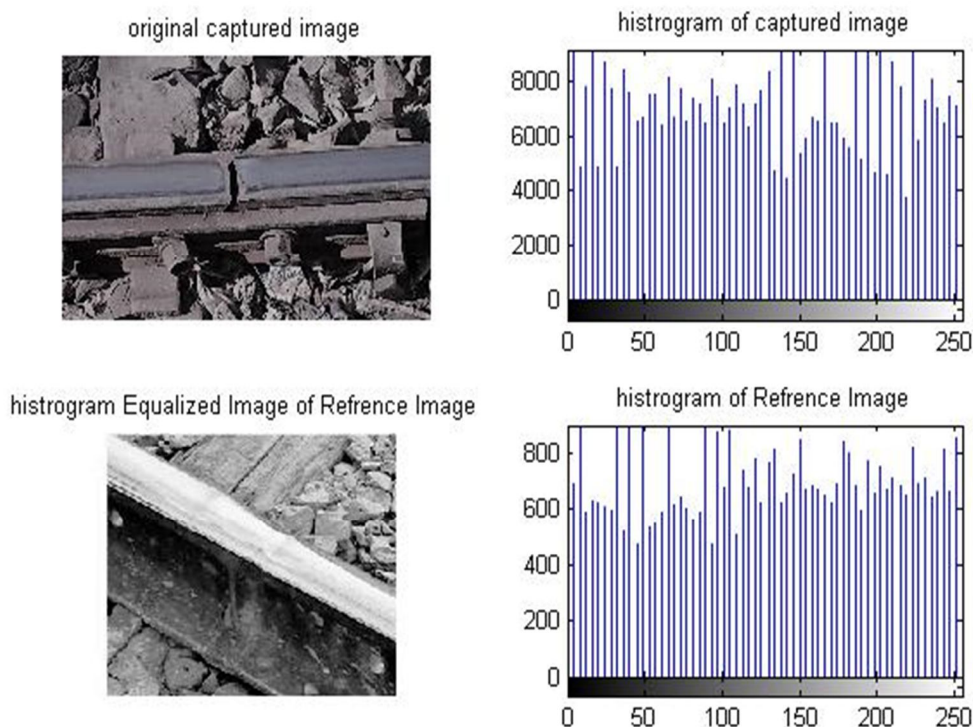 original captured image
histrogram of captured image
8000
6000
4000
2000
0
0 50 100 150 200 250
histrogram Equalized Image of Refrence Image
histrogram of Refrence Image
800
600
400
200
0
0 50 100 150 200 250